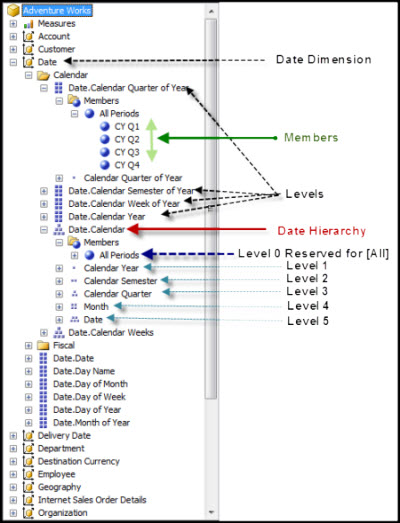 Adventure Works
Measures
Account
Customer
Date
Date Dimension
Calendar
Date.Calendar Quarter of Year
Members
All Periods
CY Q1
CY Q2
Members
CY Q3
CY Q4
Calendar Quarter of Year
Date.Calendar Semester of Year
Levels
Date.Calendar Week of Year
Date.Calendar Year
Date.Calendar
Date Hierarchy
Members
All Periods
Level 0 Reserved for [All]
Calendar Year
Level 1
Calendar Semester
Level 2
Calendar Quarter
Level 3
Month
Level 4
Date
Level 5
Date.Calendar Weeks
Fiscal
Date.Date
Date.Day Name
Date.Day of Month
Date.Day of Week
Date.Day of Year
Date.Month of Year
Delivery Date
Department
Destination Currency
Employee
Geography
Internet Sales Order Details
Organization